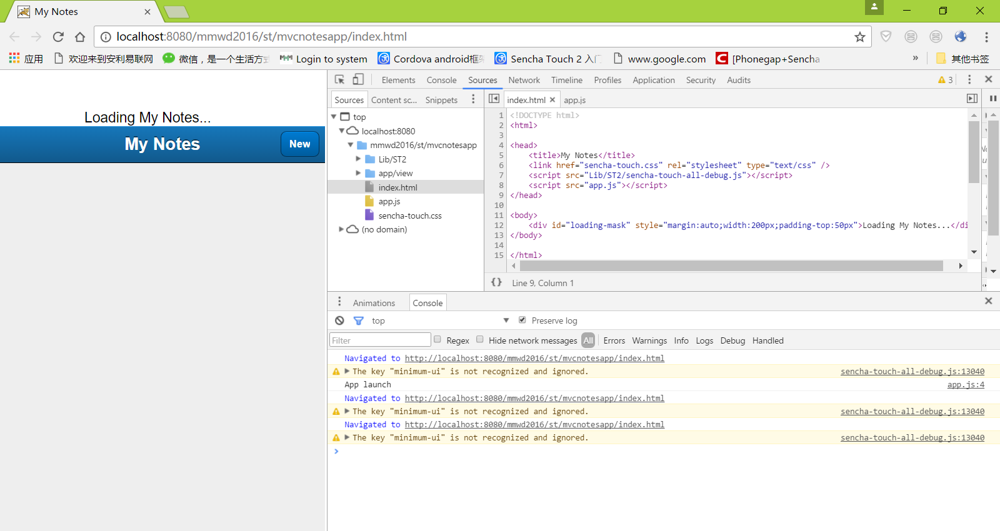 My Notes
localhost:8080/mmwd2016/st/mvcnotesapp/index.html
应用 欢迎来到安利易联网 微信，是一个生活方式 Login to system Cordova android框架 Sencha Touch 2 入门 www.google.com [Phonegap+Sencha » 其他书签
Loading My Notes...
My Notes New
Elements Console Sources Network Timeline Profiles Application Security Audits 3
Sources Content sc... Snippets
top
localhost:8080
mmwd2016/st/mvcnotesapp
Lib/ST2
app/view
index.html
app.js
sencha-touch.css
(no domain)
index.html app.js
1 <!DOCTYPE html>
2 <html>
3
4 <head>
5 <title>My Notes</title>
6 <link href="sencha-touch.css" rel="stylesheet" type="text/css" />
7 <script src="Lib/ST2/sencha-touch-all-debug.js"></script>
8 <script src="app.js"></script>
9 </head>
10
11 <body>
12 <div id="loading-mask" style="margin:auto;width:200px;padding-top:50px">Loading My Notes...</di
13 </body>
14
15 </html>
{} Line 9, Column 1
Animations Console
top Preserve log
Filter Regex Hide network messages All Errors Warnings Info Logs Debug Handled
Navigated to http://localhost:8080/mmwd2016/st/mvcnotesapp/index.html
The key "minimum-ui" is not recognized and ignored. sencha-touch-all-debug.js:13040
App launch app.js:4
Navigated to http://localhost:8080/mmwd2016/st/mvcnotesapp/index.html
The key "minimum-ui" is not recognized and ignored. sencha-touch-all-debug.js:13040
Navigated to http://localhost:8080/mmwd2016/st/mvcnotesapp/index.html
The key "minimum-ui" is not recognized and ignored. sencha-touch-all-debug.js:13040